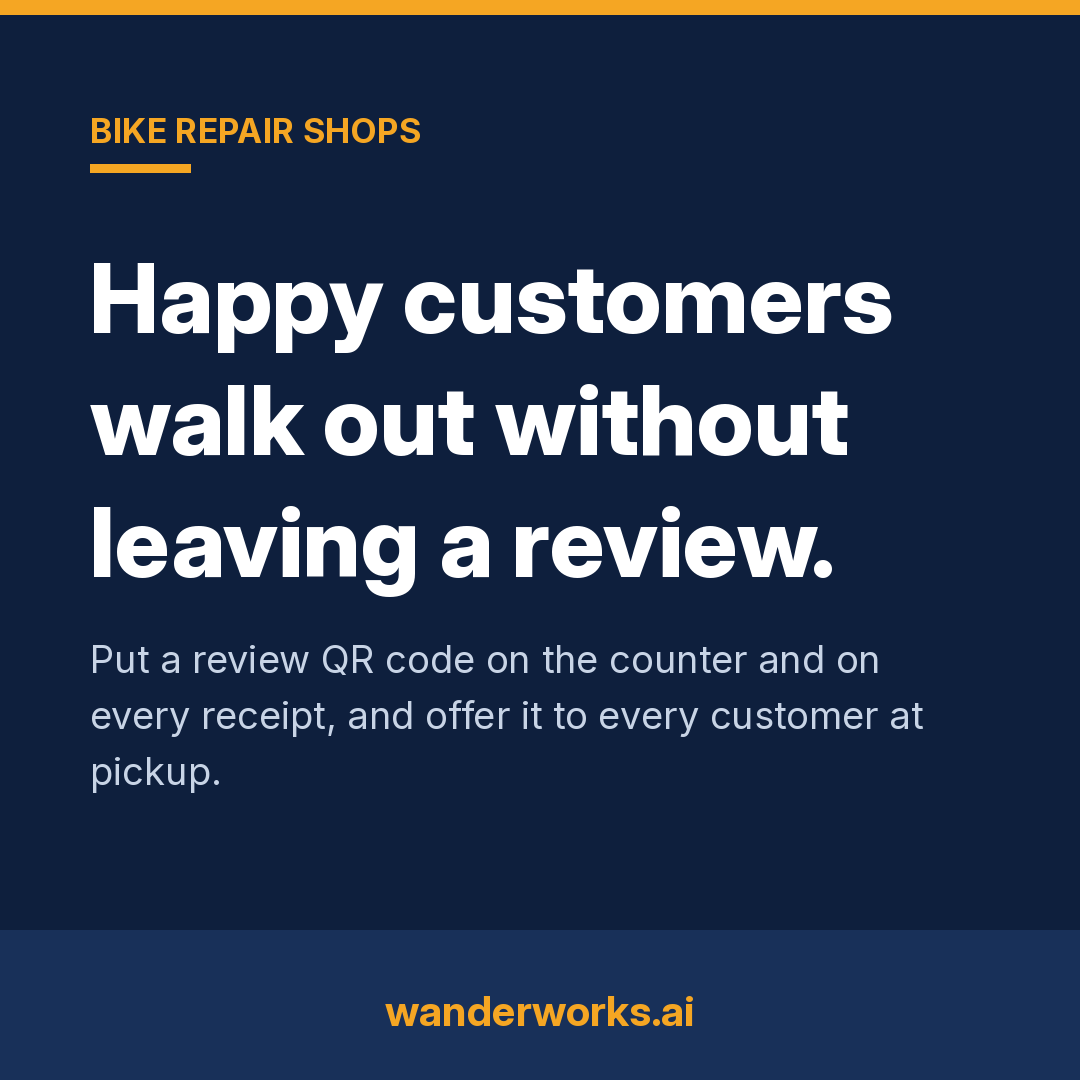 BIKE REPAIR SHOPS
Happy customers
walk out without
leaving a review.
Put a review QR code on the counter and on
every receipt, and offer it to every customer at
pickup.
wanderworks.ai